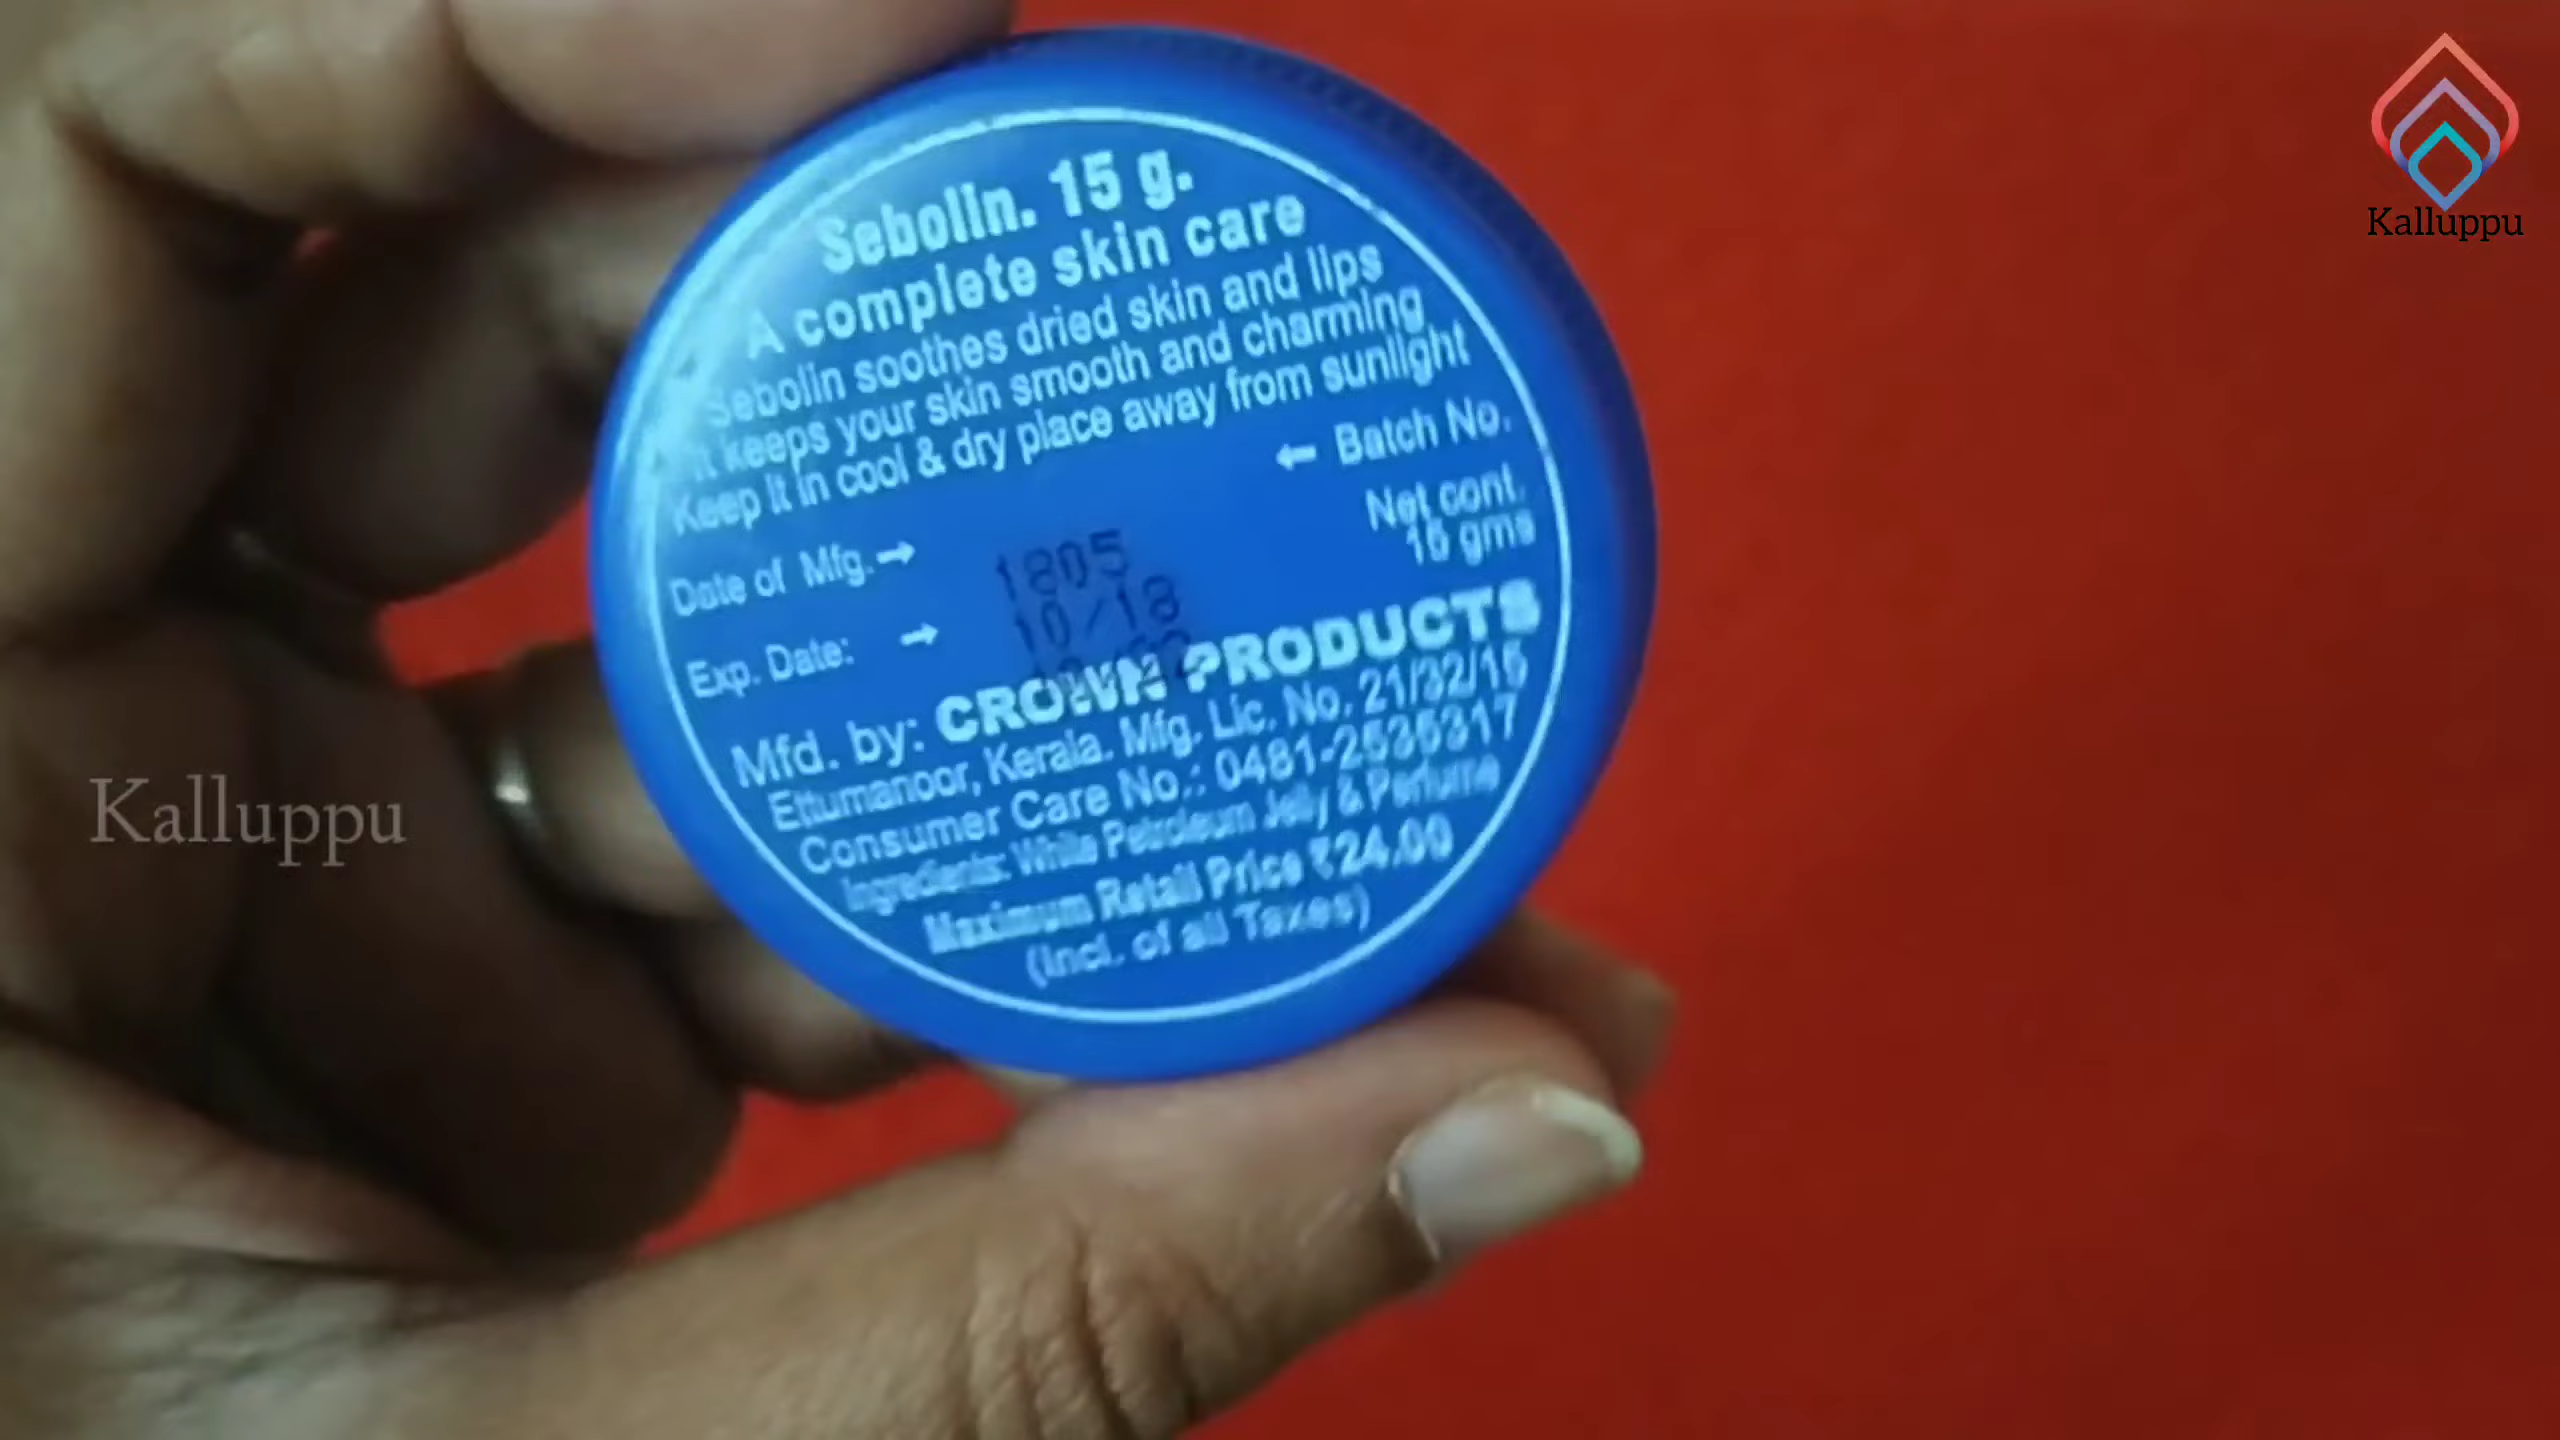 Sebolin. 15 g.
A complete skin care
Sebolin soothes dried skin and lips
It keeps your skin smooth and charming
Keep it in cool & dry place away from sunlight
← Batch No.
Net cont.
15 gms
Date of Mfg.→
1805
10/18
Exp. Date: →
Mfd. by: CROWN PRODUCTS
Ettumanoor, Kerala. Mfg. Lic. No. 21/32/15
Consumer Care No.: 0481-2535317
Ingredients: White Petroleum Jelly & Perfume
Maximum Retail Price ₹24.00
(Incl. of all Taxes)
Kalluppu
Kalluppu